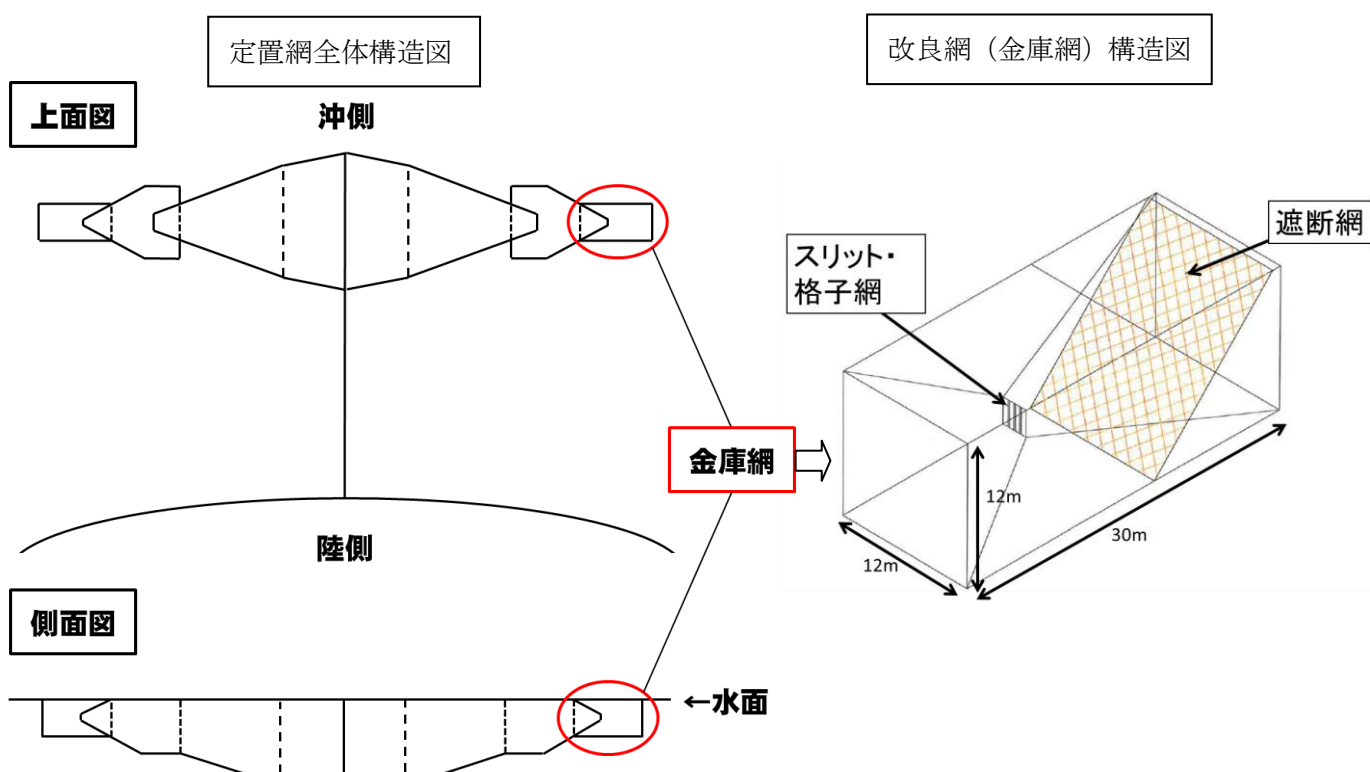 定置網全体構造図
改良網（金庫網）構造図
上面図
沖側
遮断網
スリット・
格子網
金庫網
12m
30m
12m
陸側
側面図
←水面